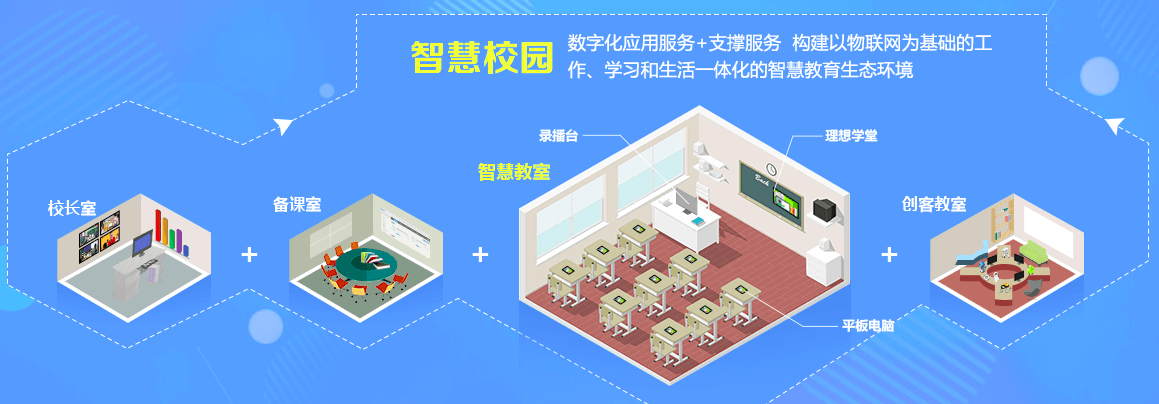 智慧校园
数字化应用服务+支撑服务 构建以物联网为基础的工
作、学习和生活一体化的智慧教育生态环境
录播台
理想学堂
智慧教室
校长室
备课室
创客教室
+
+
+
Back
平板电脑